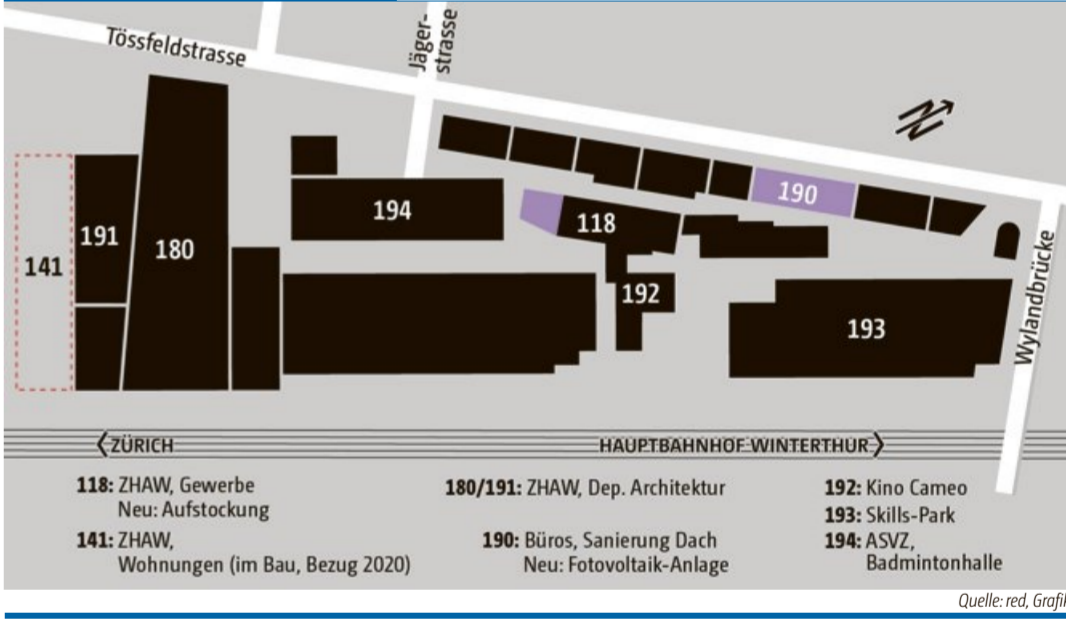 Tössfeldstrasse
Jäger-
strasse
190
194
118
191
180
141
192
193
Wylandbrücke
ZÜRICH
HAUPTBAHNHOF WINTERTHUR
118: ZHAW, Gewerbe
Neu: Aufstockung
141: ZHAW,
Wohnungen (im Bau, Bezug 2020)
180/191: ZHAW, Dep. Architektur
190: Büros, Sanierung Dach
Neu: Fotovoltaik-Anlage
192: Kino Cameo
193: Skills-Park
194: ASVZ,
Badmintonhalle
Quelle: red, Grafik